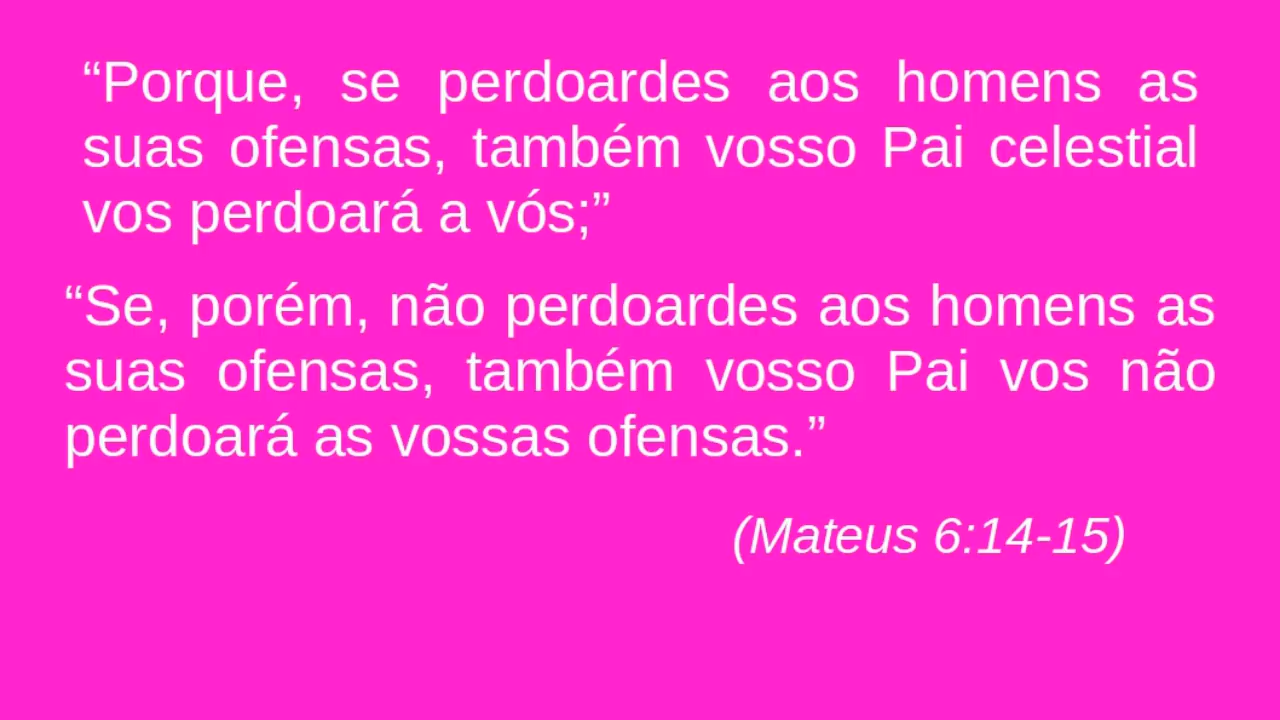 “Porque, se perdoardes aos homens as
suas ofensas, também vosso Pai celestial
vos perdoará a vós;”
“Se, porém, não perdoardes aos homens as
suas ofensas, também vosso Pai vos não
perdoará as vossas ofensas.”
(Mateus 6:14-15)